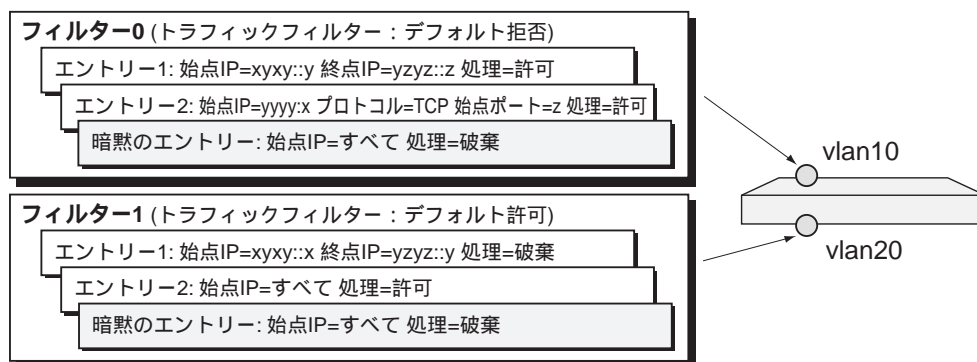 フィルター0 (トラフィックフィルター：デフォルト拒否)
エントリー1: 始点IP=xyxy::y 終点IP=yzyz::z 処理=許可
エントリー2: 始点IP=yyyy:x プロトコル=TCP 始点ポート=z 処理=許可
暗黙のエントリー: 始点IP=すべて 処理=破棄
vlan10
フィルター1 (トラフィックフィルター：デフォルト許可)
エントリー1: 始点IP=xyxy::x 終点IP=yzyz::y 処理=破棄
vlan20
エントリー2: 始点IP=すべて 処理=許可
暗黙のエントリー: 始点IP=すべて 処理=破棄